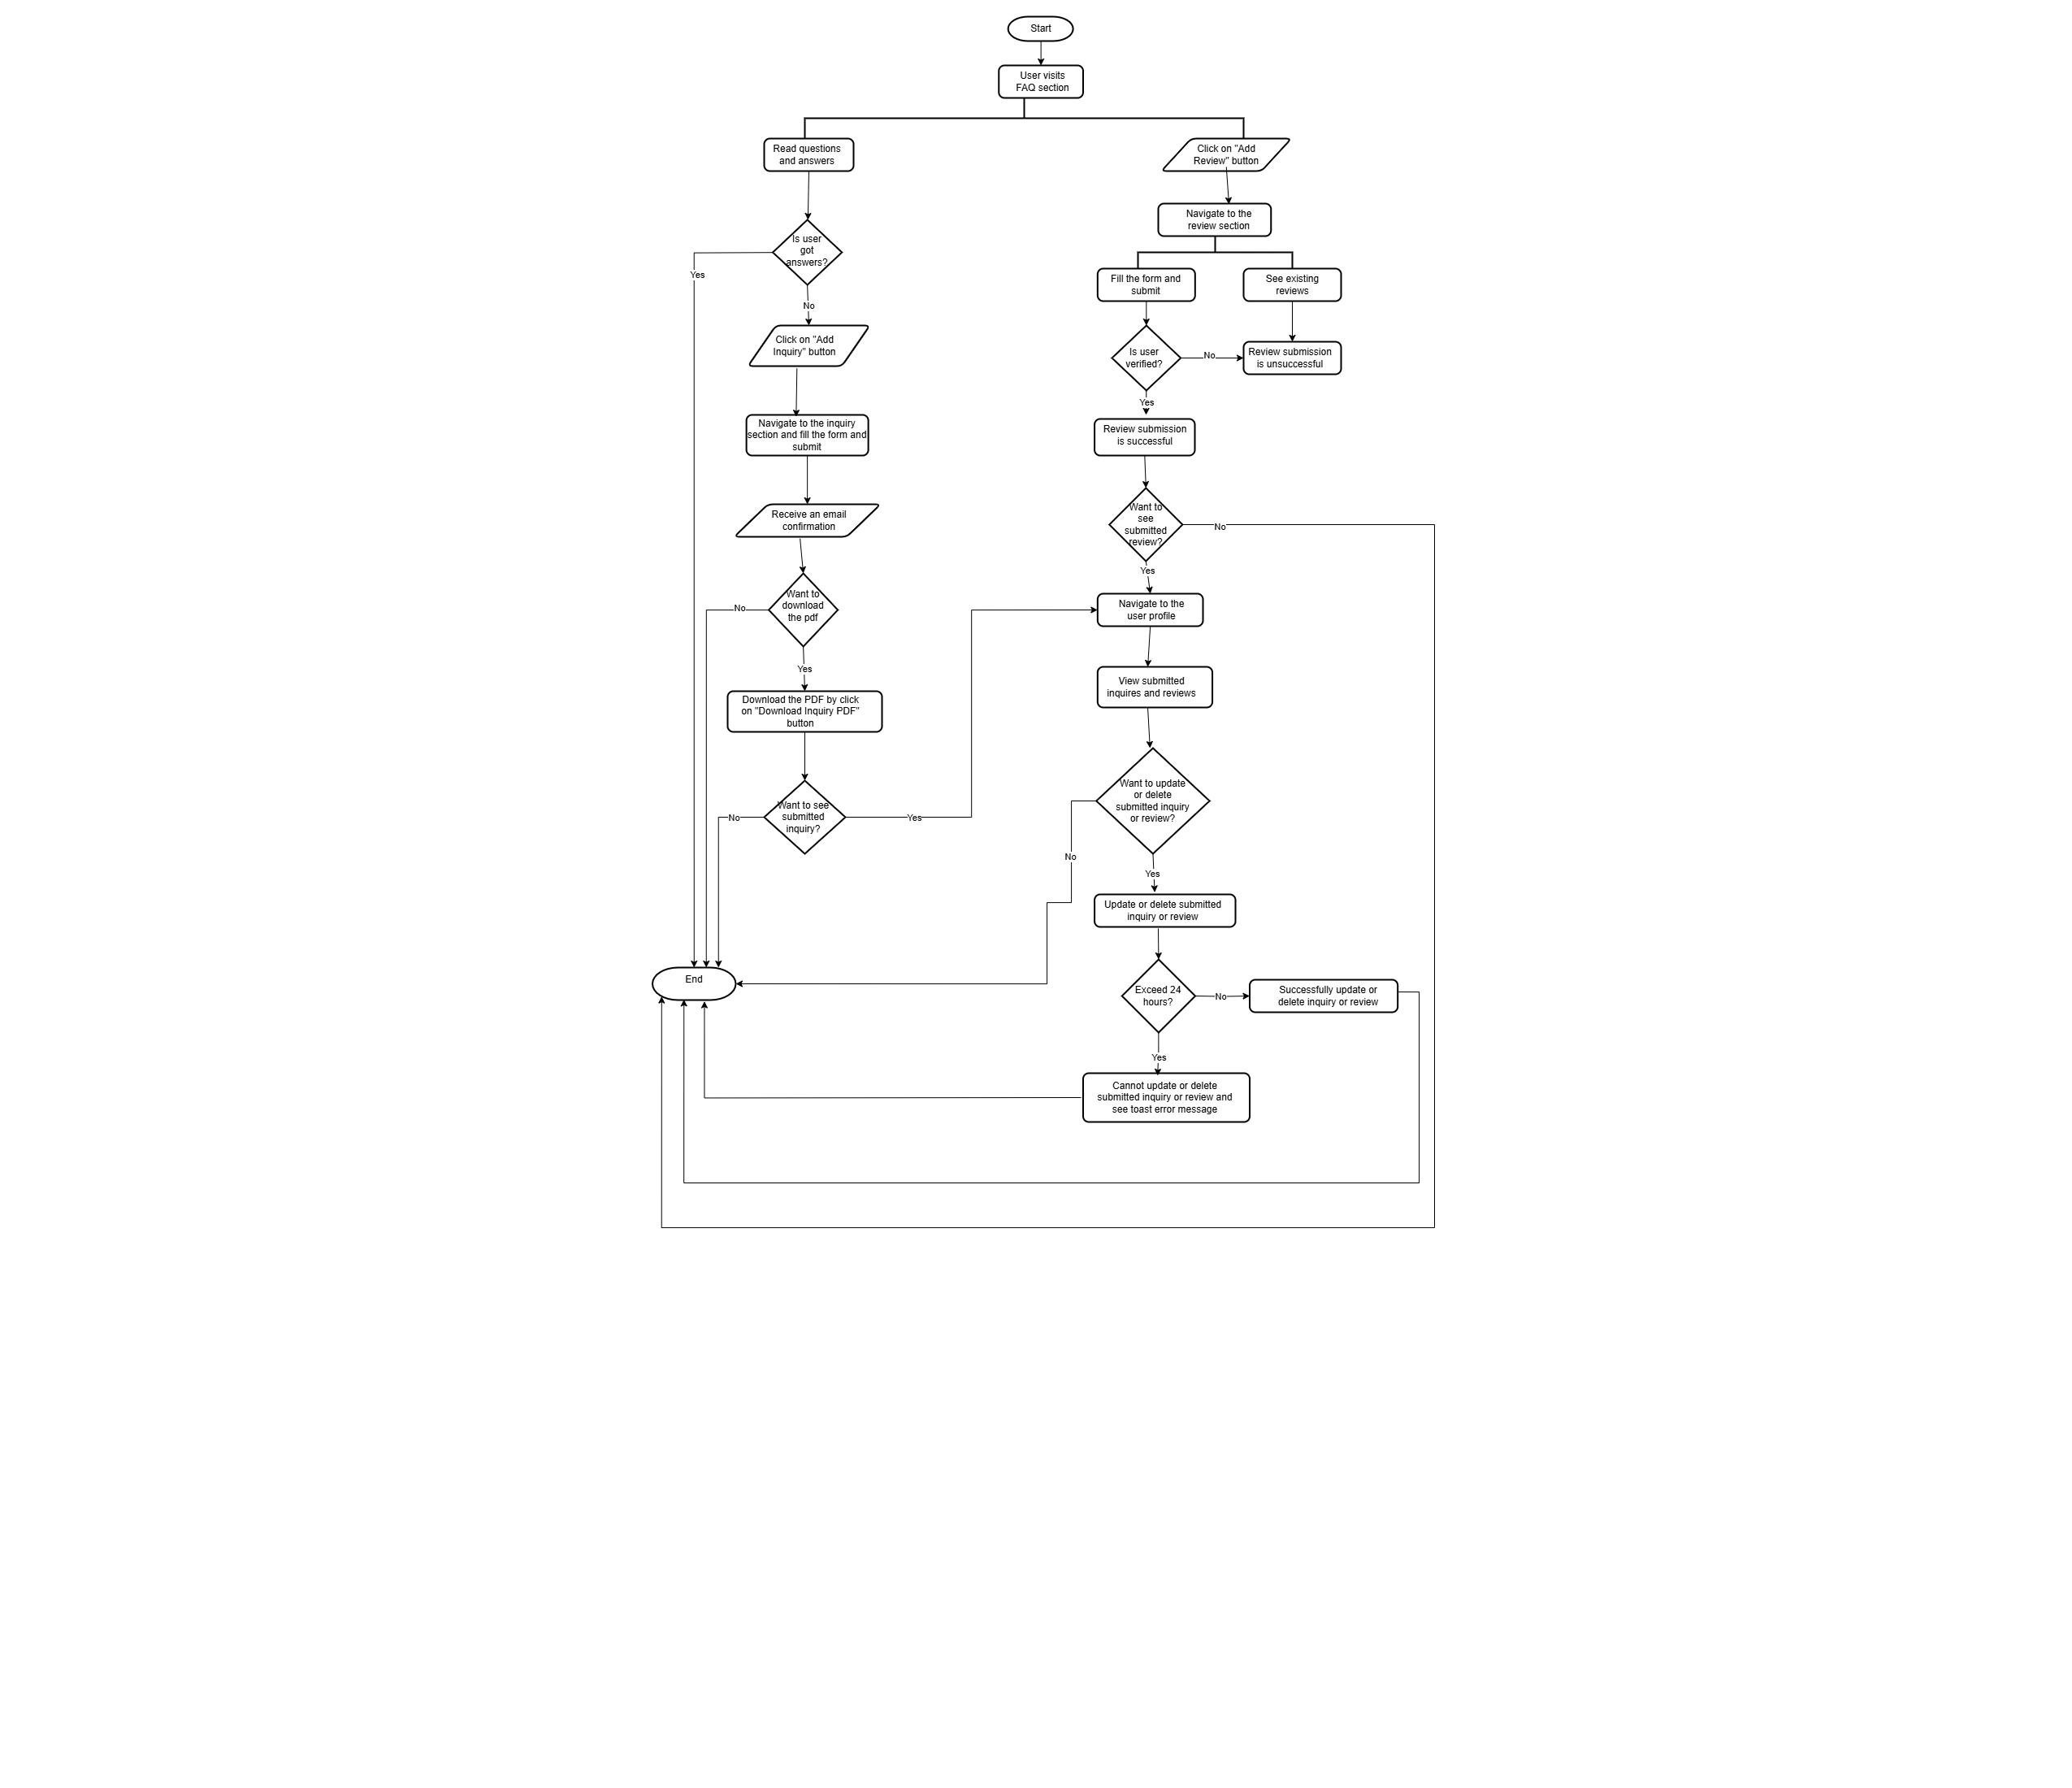 Start
User visits
FAQ section
Read questions
and answers
Click on "Add
Review" button
Navigate to the
review section
Is user
got
answers?
Yes
No
Fill the form and
submit
See existing
reviews
Click on "Add
Inquiry" button
Is user
verified?
No
Review submission
is unsuccessful
Yes
Navigate to the inquiry
section and fill the form and
submit
Review submission
is successful
Receive an email
confirmation
Want to
see
submitted
review?
No
Yes
Want to
download
the pdf
No
Yes
Navigate to the
user profile
View submitted
inquires and reviews
Download the PDF by click
on "Download Inquiry PDF"
button
Want to see
submitted
inquiry?
No
Yes
Want to update
or delete
submitted inquiry
or review?
No
Yes
Update or delete submitted
inquiry or review
End
Exceed 24
hours?
No
Successfully update or
delete inquiry or review
Yes
Cannot update or delete
submitted inquiry or review and
see toast error message